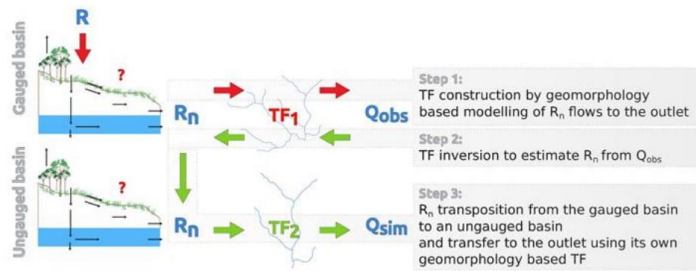 Gauged basin
R
?
Rn
TF1
Qobs
Step 1:
TF construction by geomorphology
based modelling of Rn flows to the outlet
Step 2:
TF inversion to estimate Rn from Qobs
Ungauged basin
?
Rn
TF2
Qsim
Step 3:
Rn transposition from the gauged basin
to an ungauged basin
and transfer to the outlet using its own
geomorphology based TF